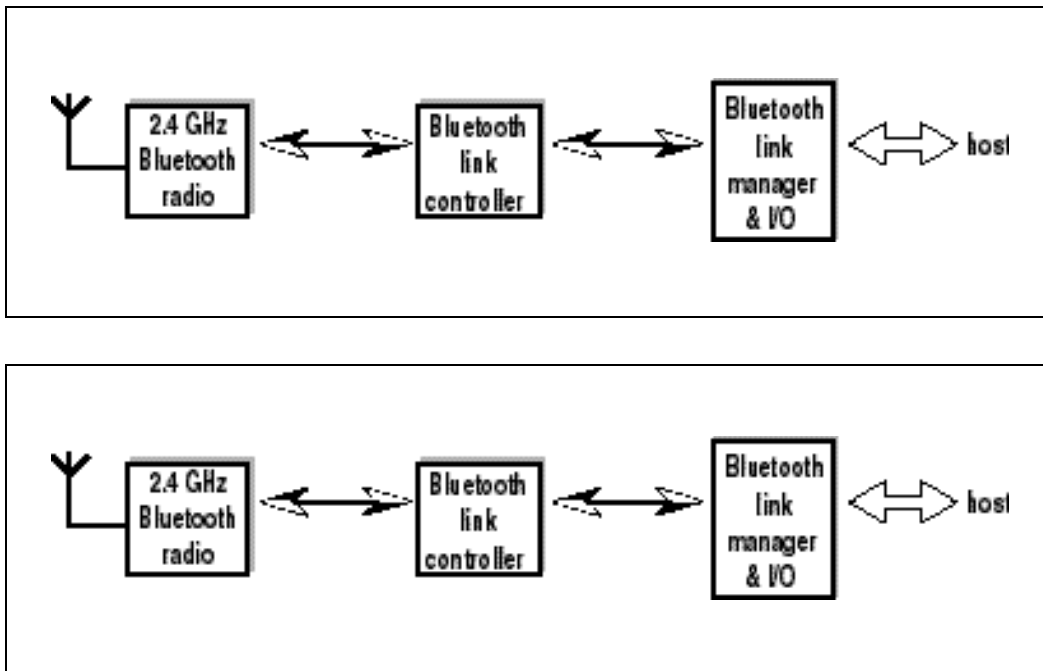 2.4 GHz
Bluetooth
radio
Bluetooth
link
controller
Bluetooth
link
manager
& I/O
host
2.4 GHz
Bluetooth
radio
Bluetooth
link
controller
Bluetooth
link
manager
& I/O
host